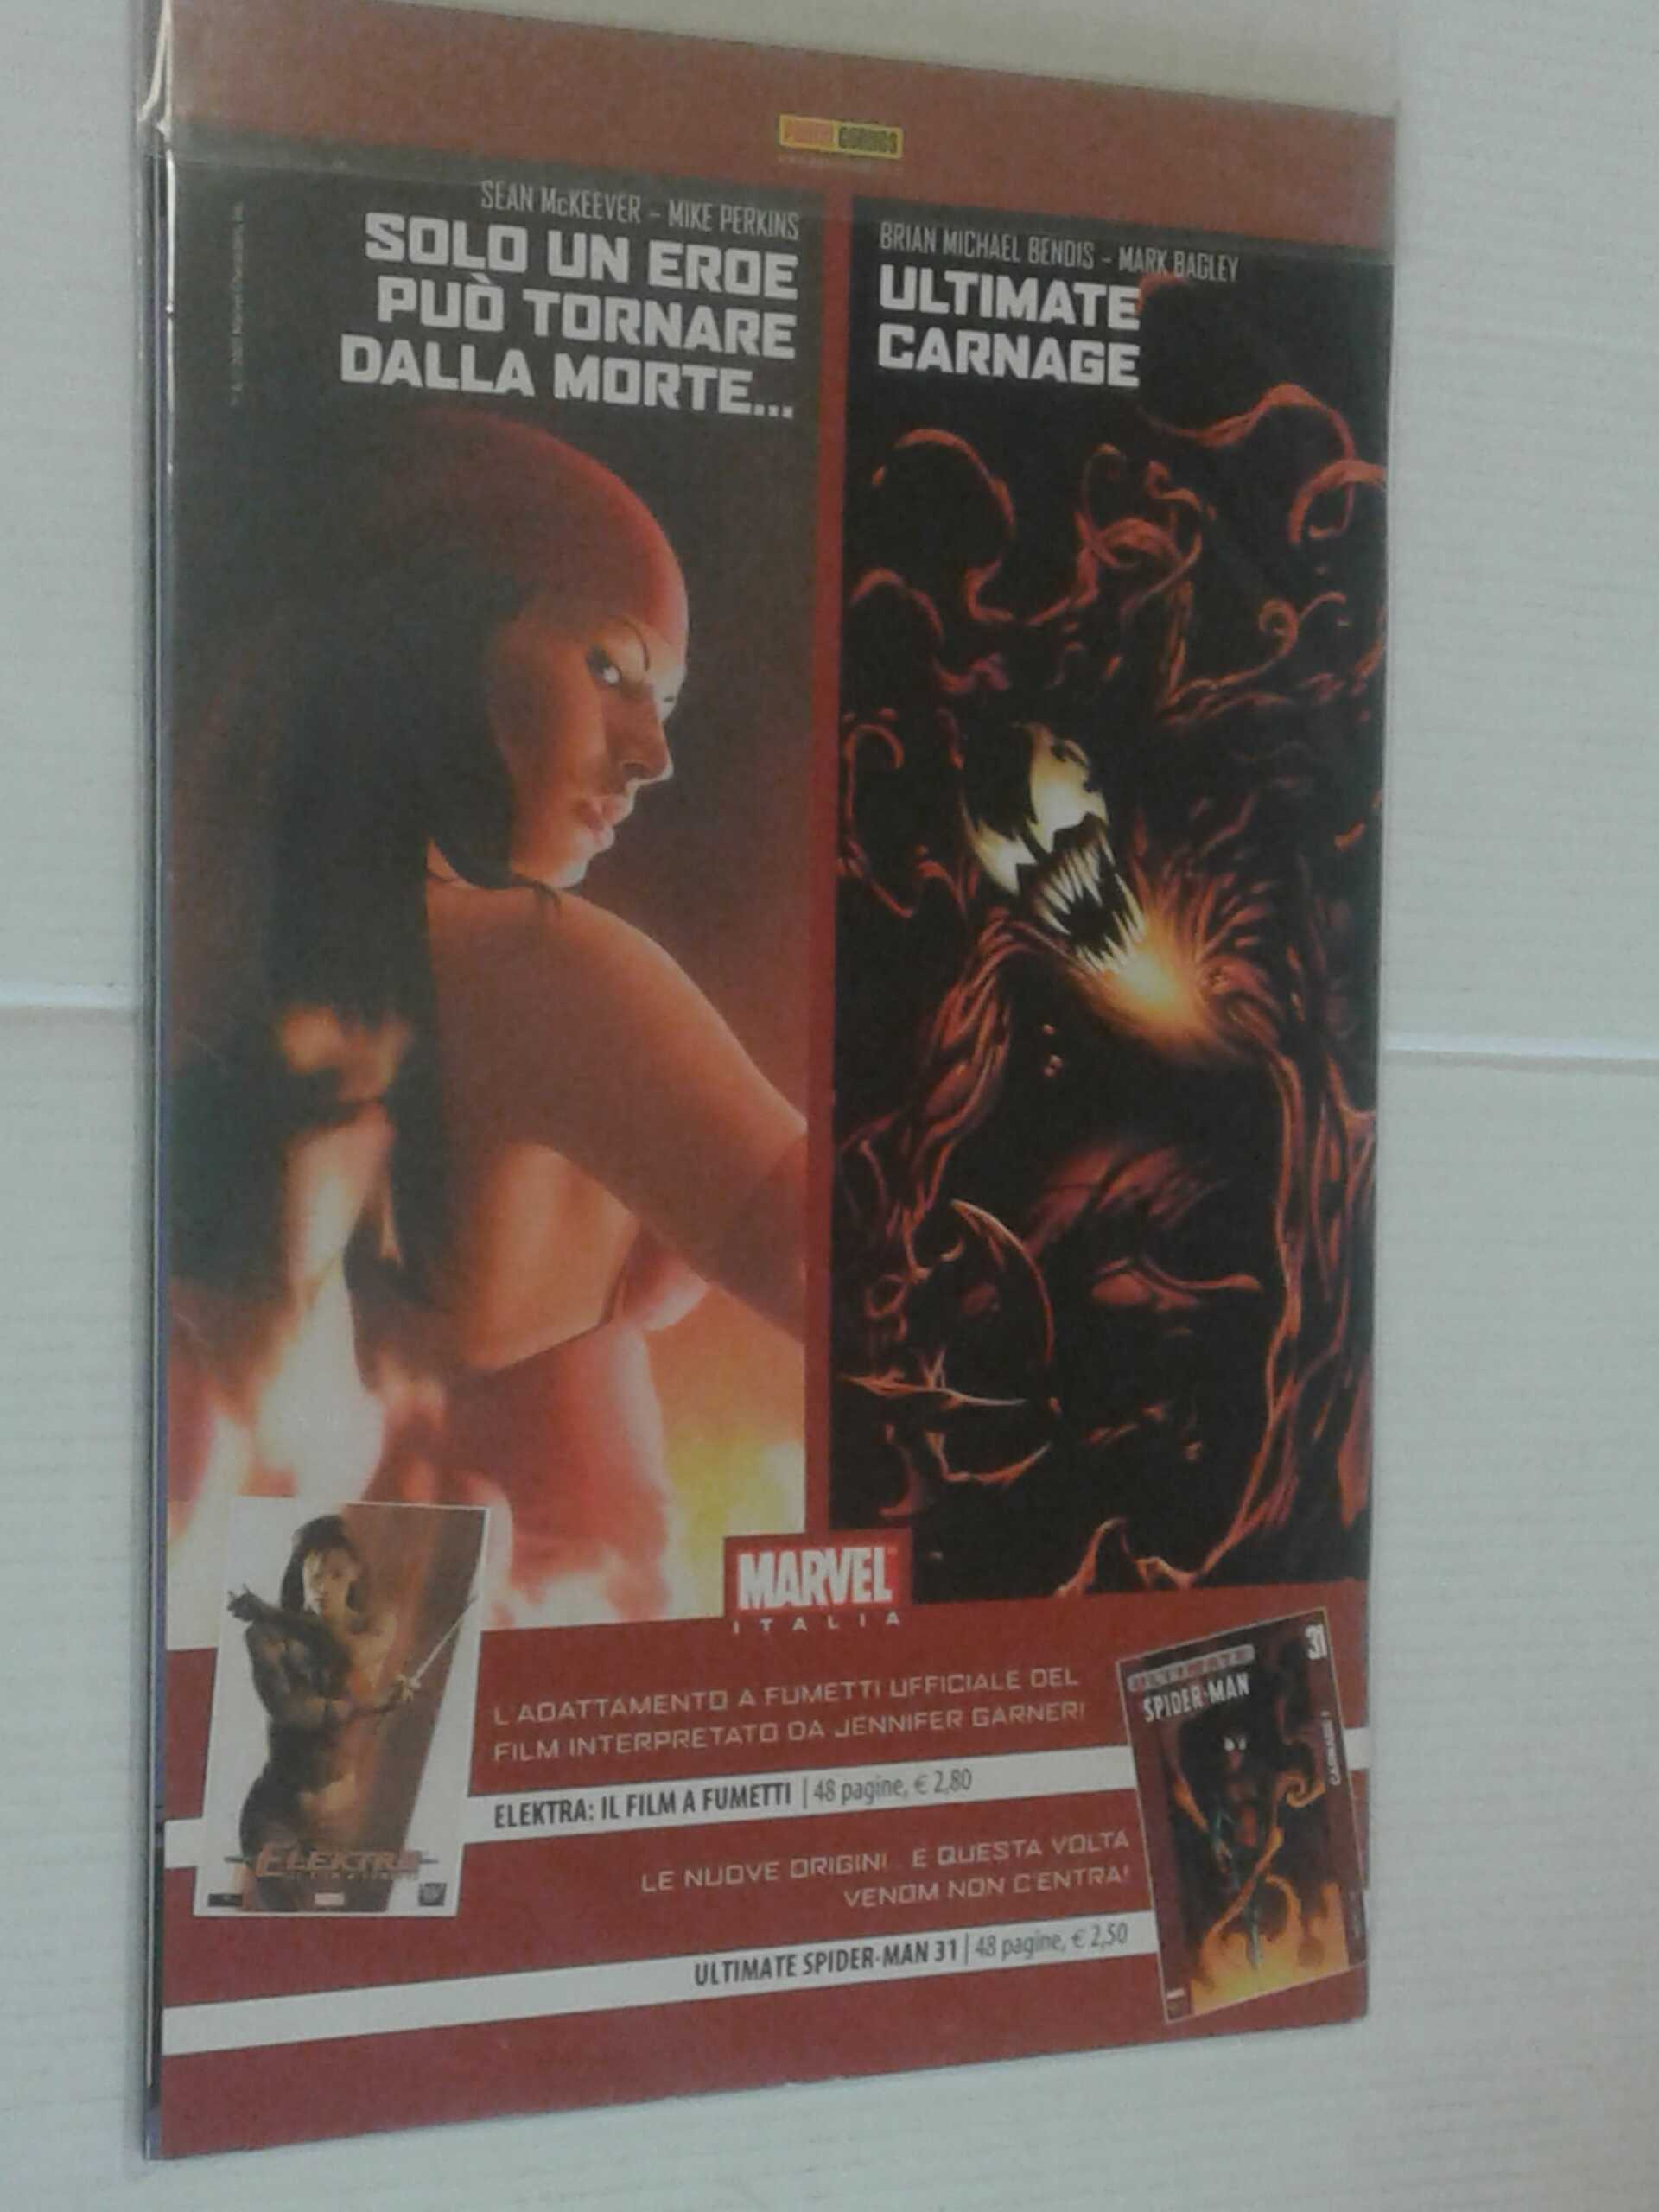 PANINI COMICS
SEAN McKEEVER – MIKE PERKINS
SOLO UN EROE
PUÒ TORNARE
DALLA MORTE...
BRIAN MICHAEL BENDIS – MARK BAGLEY
ULTIMATE
CARNAGE
MARVEL
ITALIA
L'ADATTAMENTO A FUMETTI UFFICIALE DEL
FILM INTERPRETATO DA JENNIFER GARNER!
ELEKTRA: IL FILM A FUMETTI | 48 pagine, € 2,80
ELEKTRA
LE NUOVE ORIGINI... E QUESTA VOLTA
VENOM NON C'ENTRA!
ULTIMATE SPIDER-MAN 31 | 48 pagine, € 2,50
ULTIMATE
31
SPIDER-MAN